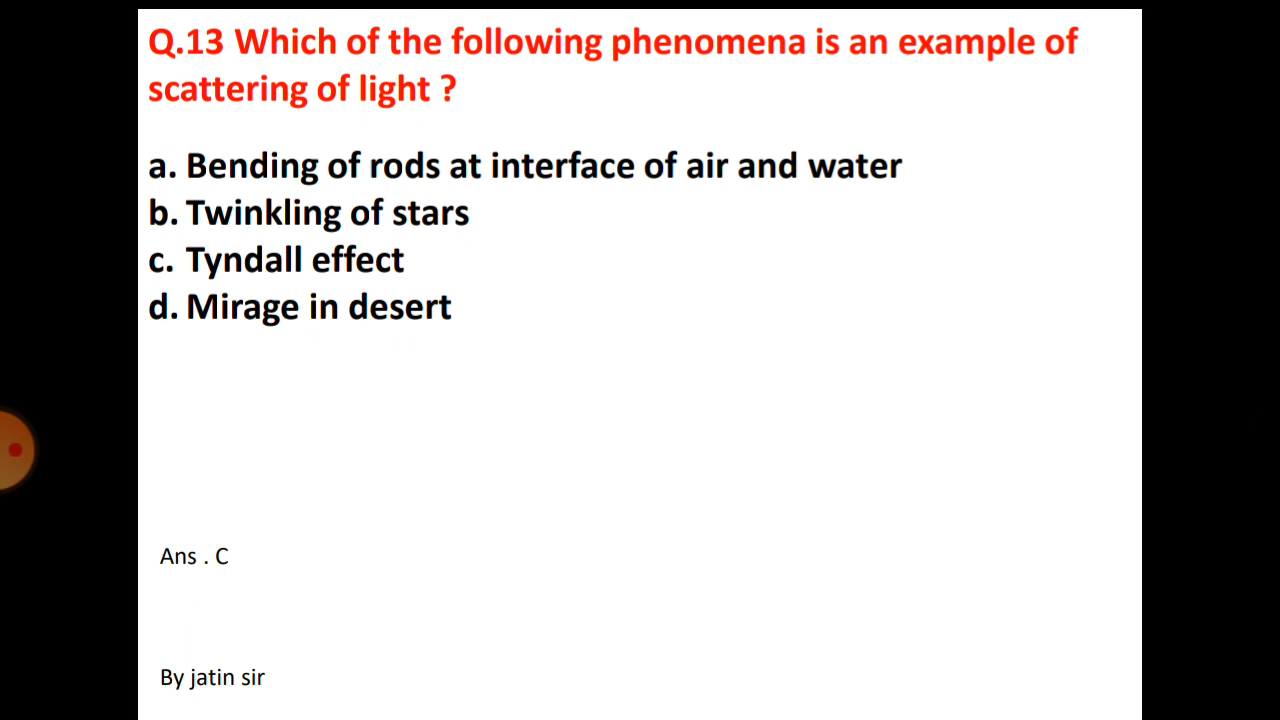 Q.13 Which of the following phenomena is an example of
scattering of light ?
a. Bending of rods at interface of air and water
b. Twinkling of stars
c. Tyndall effect
d. Mirage in desert
Ans . C
By jatin sir